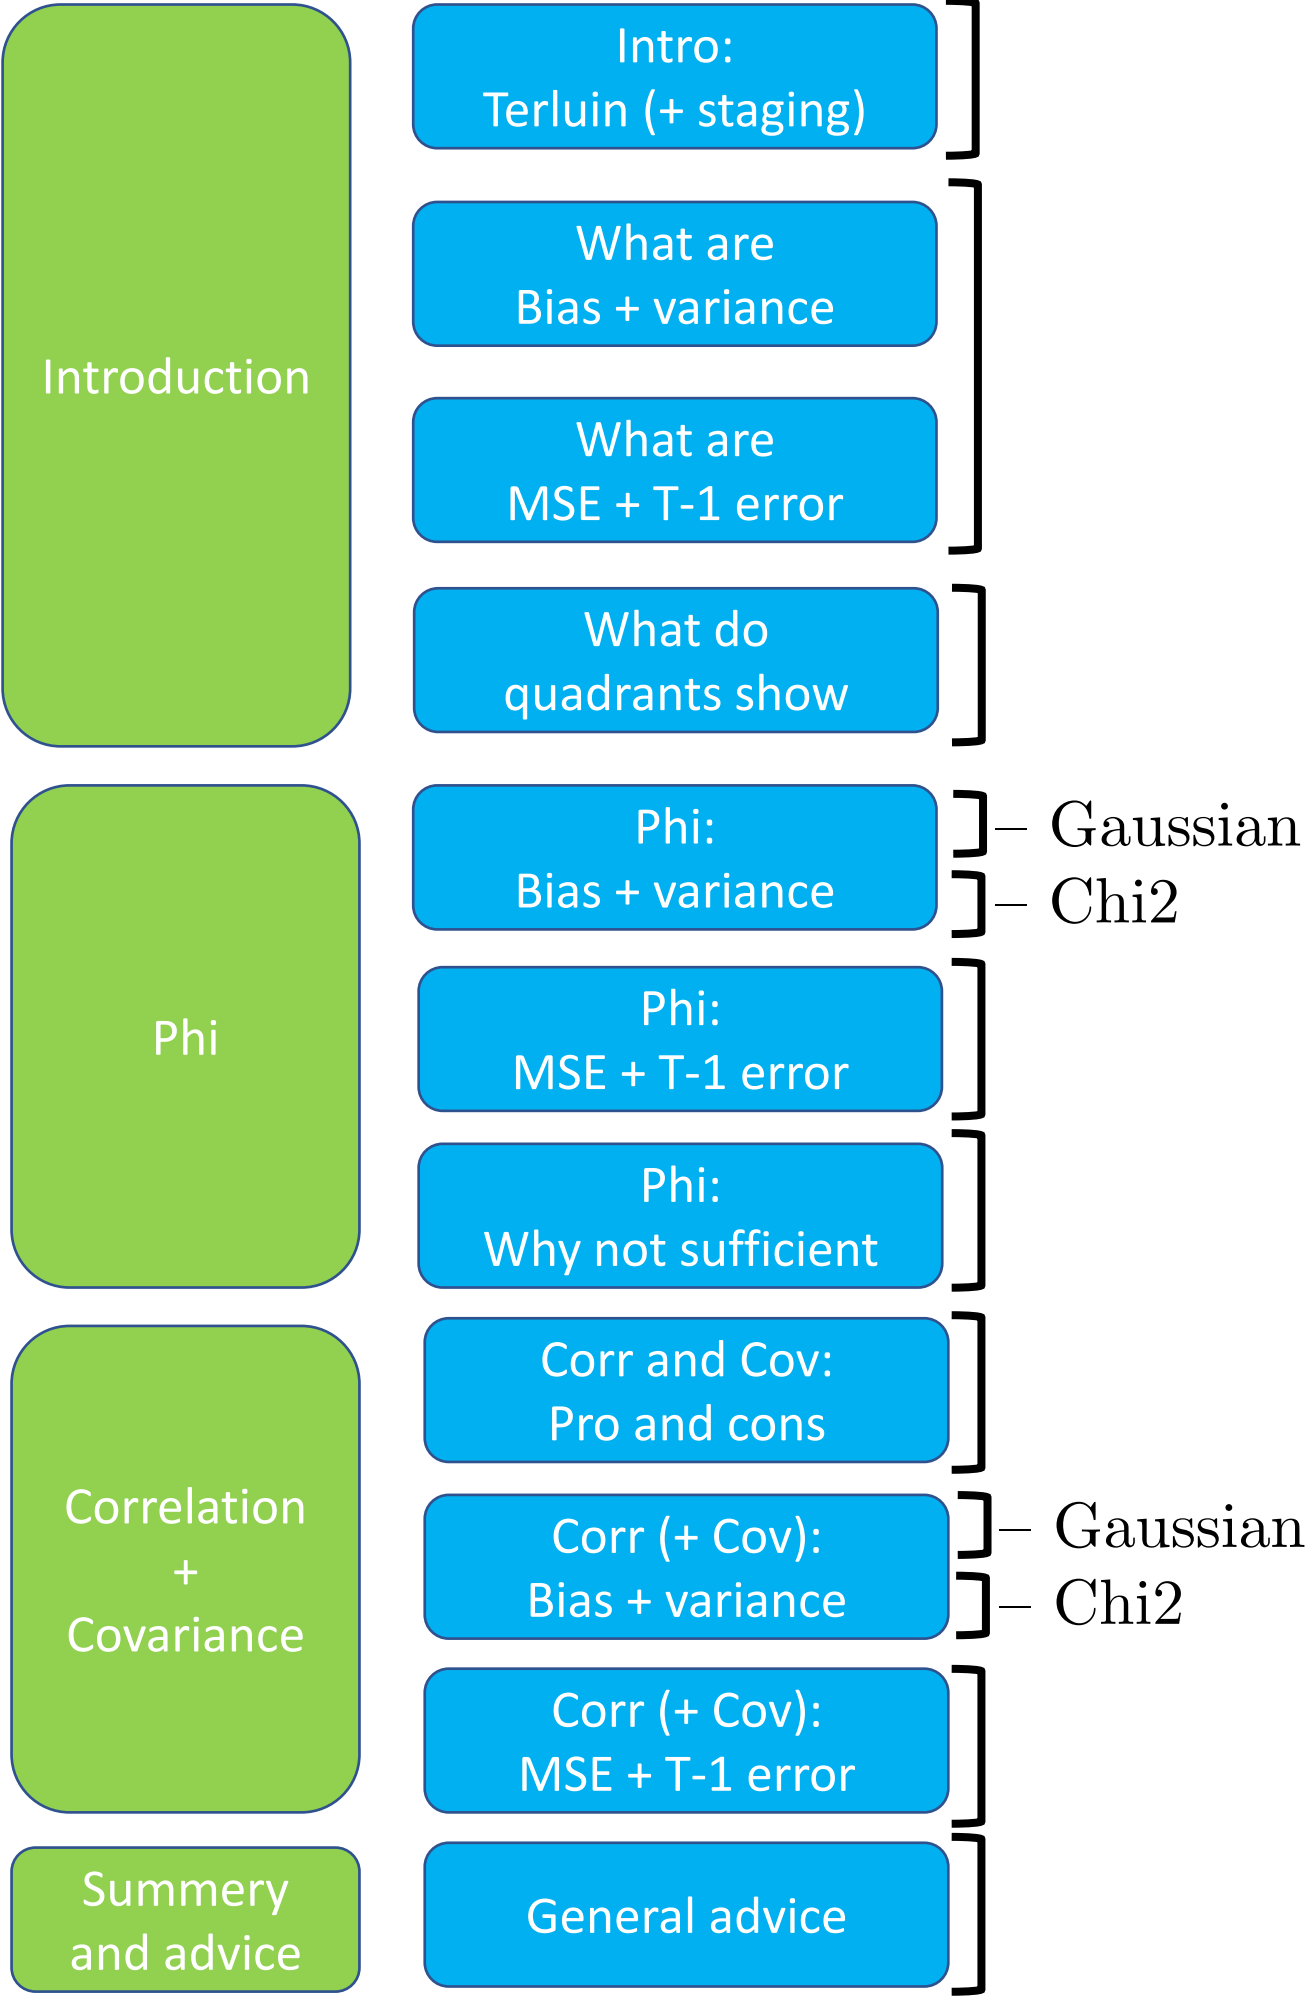 Introduction
Intro:
Terluin (+ staging)
What are
Bias + variance
What are
MSE + T-1 error
What do
quadrants show
Phi
Phi:
Bias + variance
– Gaussian
– Chi2
Phi:
MSE + T-1 error
Phi:
Why not sufficient
Correlation
+
Covariance
Corr and Cov:
Pro and cons
Corr (+ Cov):
Bias + variance
– Gaussian
– Chi2
Corr (+ Cov):
MSE + T-1 error
Summery
and advice
General advice